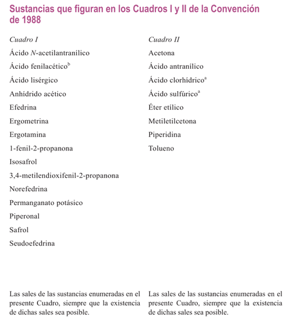 Sustancias que figuran en los Cuadros I y II de la Convención
de 1988
Cuadro I
Ácido N-acetilantranílico
Ácido fenilacético^b
Ácido lisérgico
Anhídrido acético
Efedrina
Ergometrina
Ergotamina
1-fenil-2-propanona
Isosafrol
3,4-metilendioxifenil-2-propanona
Norefedrina
Permanganato potásico
Piperonal
Safrol
Seudoefedrina
Las sales de las sustancias enumeradas en el
presente Cuadro, siempre que la existencia
de dichas sales sea posible.
Cuadro II
Acetona
Ácido antranílico
Ácido clorhídrico^a
Ácido sulfúrico^a
Éter etílico
Metiletilcetona
Piperidina
Tolueno
Las sales de las sustancias enumeradas en el
presente Cuadro, siempre que la existencia
de dichas sales sea posible.